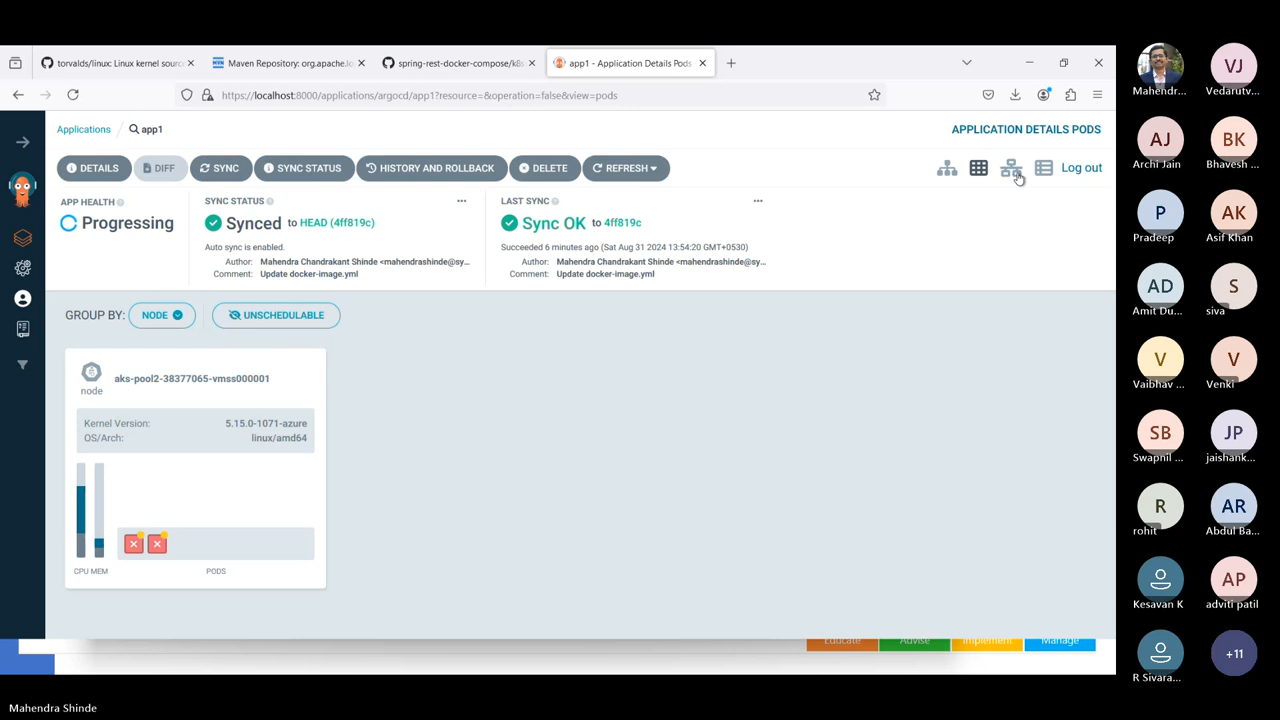 torvalds/linux: Linux kernel sourc
Maven Repository: org.apache.lo
spring-rest-docker-compose/k8s
app1 - Application Details Pods
https://localhost:8000/applications/argocd/app1?resource=&operation=false&view=pods
Applications
app1
APPLICATION DETAILS PODS
DETAILS
DIFF
SYNC
SYNC STATUS
HISTORY AND ROLLBACK
DELETE
REFRESH
Log out
APP HEALTH
Progressing
SYNC STATUS
Synced to HEAD (4ff819c)
Auto sync is enabled.
Author: Mahendra Chandrakant Shinde <mahendrashinde@sy...
Comment: Update docker-image.yml
LAST SYNC
Sync OK to 4ff819c
Succeeded 6 minutes ago (Sat Aug 31 2024 13:54:20 GMT+0530)
Author: Mahendra Chandrakant Shinde <mahendrashinde@sy...
Comment: Update docker-image.yml
GROUP BY: NODE
UNSCHEDULABLE
node
aks-pool2-38377065-vmss000001
Kernel Version: 5.15.0-1071-azure
OS/Arch: linux/amd64
CPU MEM
PODS
Educate
Advise
Implement
Manage
Mahendr...
VJ
Vedarutv...
AJ
Archi Jain
BK
Bhavesh ...
P
Pradeep
AK
Asif Khan
AD
Amit Du...
S
siva
V
Vaibhav ...
V
Venki
SB
Swapnil ...
JP
jaishank...
R
rohit
AR
Abdul Ba...
Kesavan K
AP
adviti patil
R Sivara...
+11
Mahendra Shinde